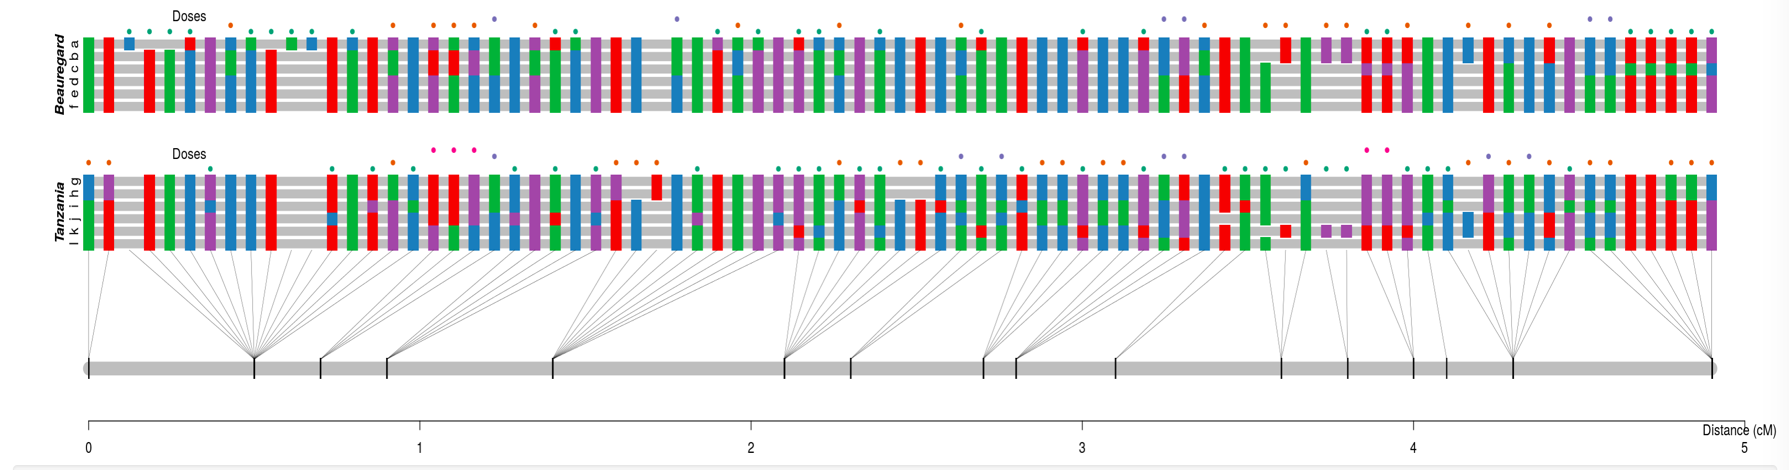 Doses
Beauregard
f e d c b a
Doses
Tanzania
l k j i h g
Distance (cM)
0 1 2 3 4 5